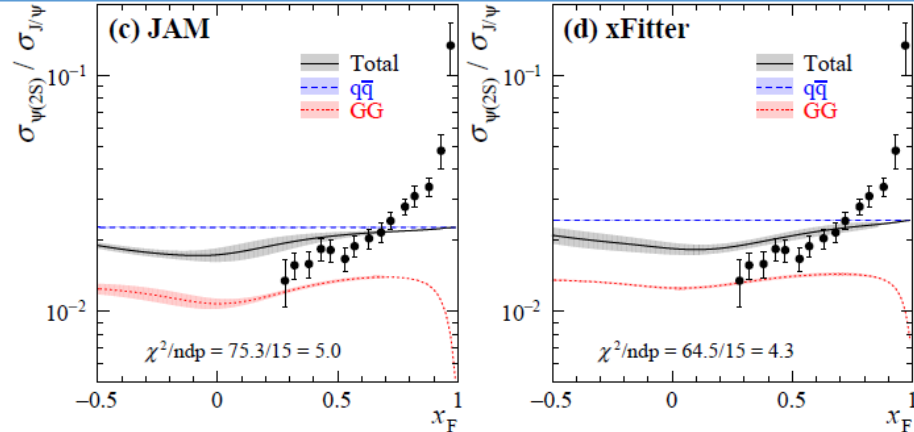 (c) JAM
σψ(2S) / σJ/ψ
10⁻¹
10⁻²
Total
qq̅
GG
χ²/ndp = 75.3/15 = 5.0
−0.5 0 0.5 1
xF
(d) xFitter
σψ(2S) / σJ/ψ
10⁻¹
10⁻²
Total
qq̅
GG
χ²/ndp = 64.5/15 = 4.3
−0.5 0 0.5 1
xF